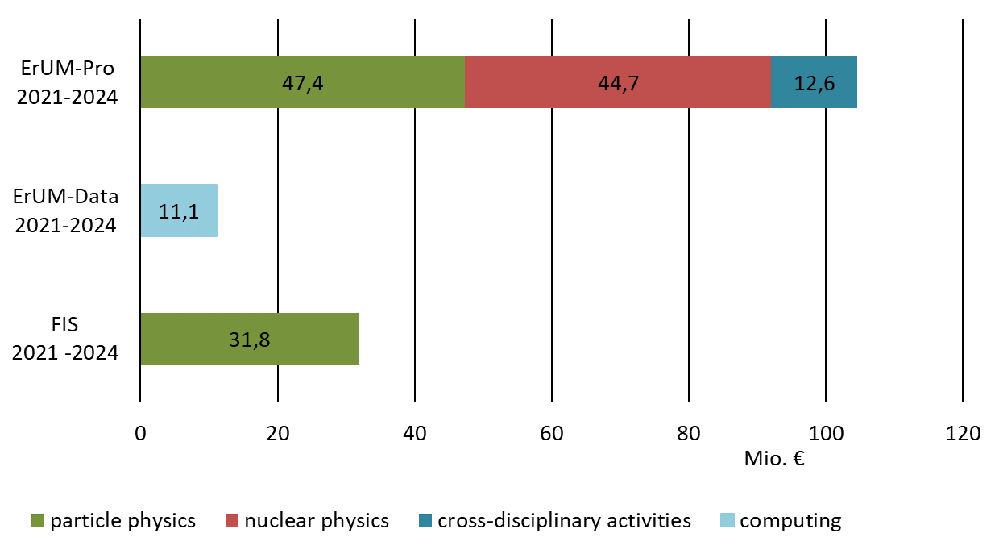 ErUM-Pro
2021-2024
47,4
44,7
12,6
ErUM-Data
2021-2024
11,1
FIS
2021 -2024
31,8
0
20
40
60
80
100
120
Mio. €
particle physics
nuclear physics
cross-disciplinary activities
computing